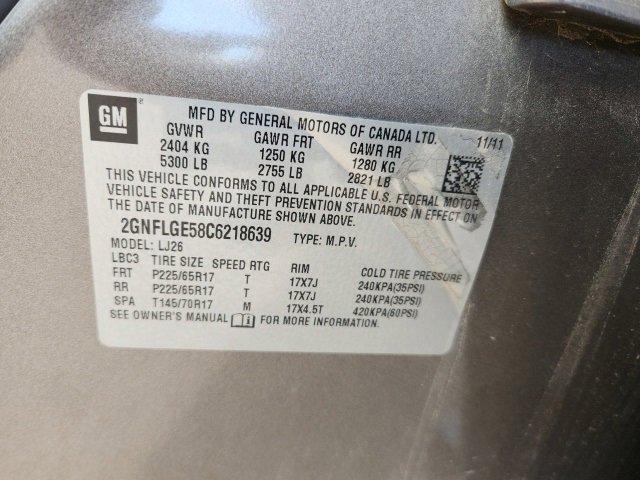 GM
MFD BY GENERAL MOTORS OF CANADA LTD.
GVWR GAWR FRT GAWR RR 11/11
2404 KG 1250 KG 1280 KG
5300 LB 2755 LB 2821 LB
THIS VEHICLE CONFORMS TO ALL APPLICABLE U.S. FEDERAL MOTOR
VEHICLE SAFETY AND THEFT PREVENTION STANDARDS IN EFFECT ON
THE DATE OF MANUFACTURE SHOWN ABOVE.
2GNFLGE58C6218639 TYPE: M.P.V.
MODEL: LJ26
LBC3 TIRE SIZE SPEED RTG RIM COLD TIRE PRESSURE
FRT P225/65R17 T 17X7J 240KPA(35PSI)
RR P225/65R17 T 17X7J 240KPA(35PSI)
SPA T145/70R17 M 17X4.5T 420KPA(60PSI)
SEE OWNER'S MANUAL FOR MORE INFORMATION.